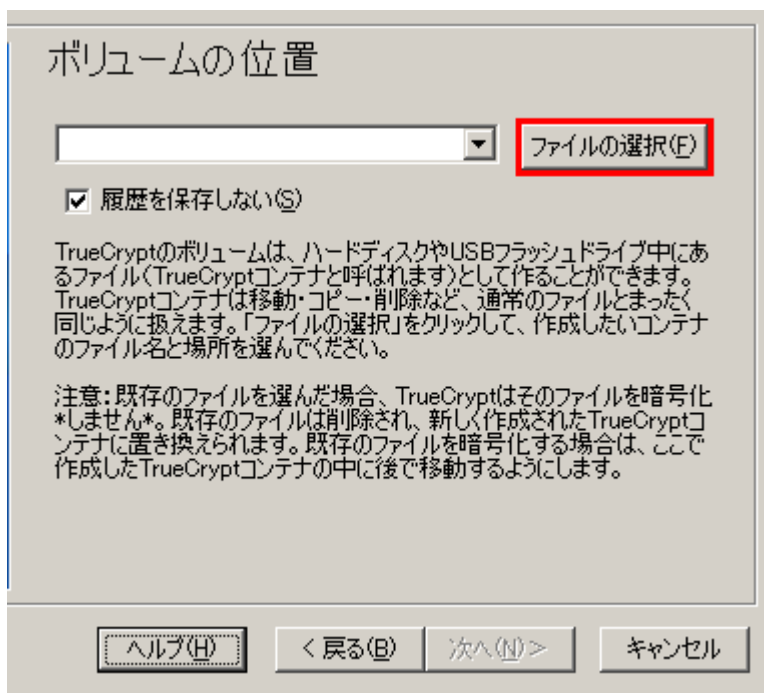 ボリュームの位置
ファイルの選択(F)
履歴を保存しない(S)
TrueCryptのボリュームは、ハードディスクやUSBフラッシュドライブ中にあ
るファイル(TrueCryptコンテナと呼ばれます)として作ることができます。
TrueCryptコンテナは移動・コピー・削除など、通常のファイルとまったく
同じように扱えます。「ファイルの選択」をクリックして、作成したいコンテナ
のファイル名と場所を選んでください。
注意:既存のファイルを選んだ場合、TrueCryptはそのファイルを暗号化
*しません*。既存のファイルは削除され、新しく作成されたTrueCryptコ
ンテナに置き換えられます。既存のファイルを暗号化する場合は、ここで
作成したTrueCryptコンテナの中に後で移動するようにします。
ヘルプ(H) < 戻る(B) 次へ(N) > キャンセル